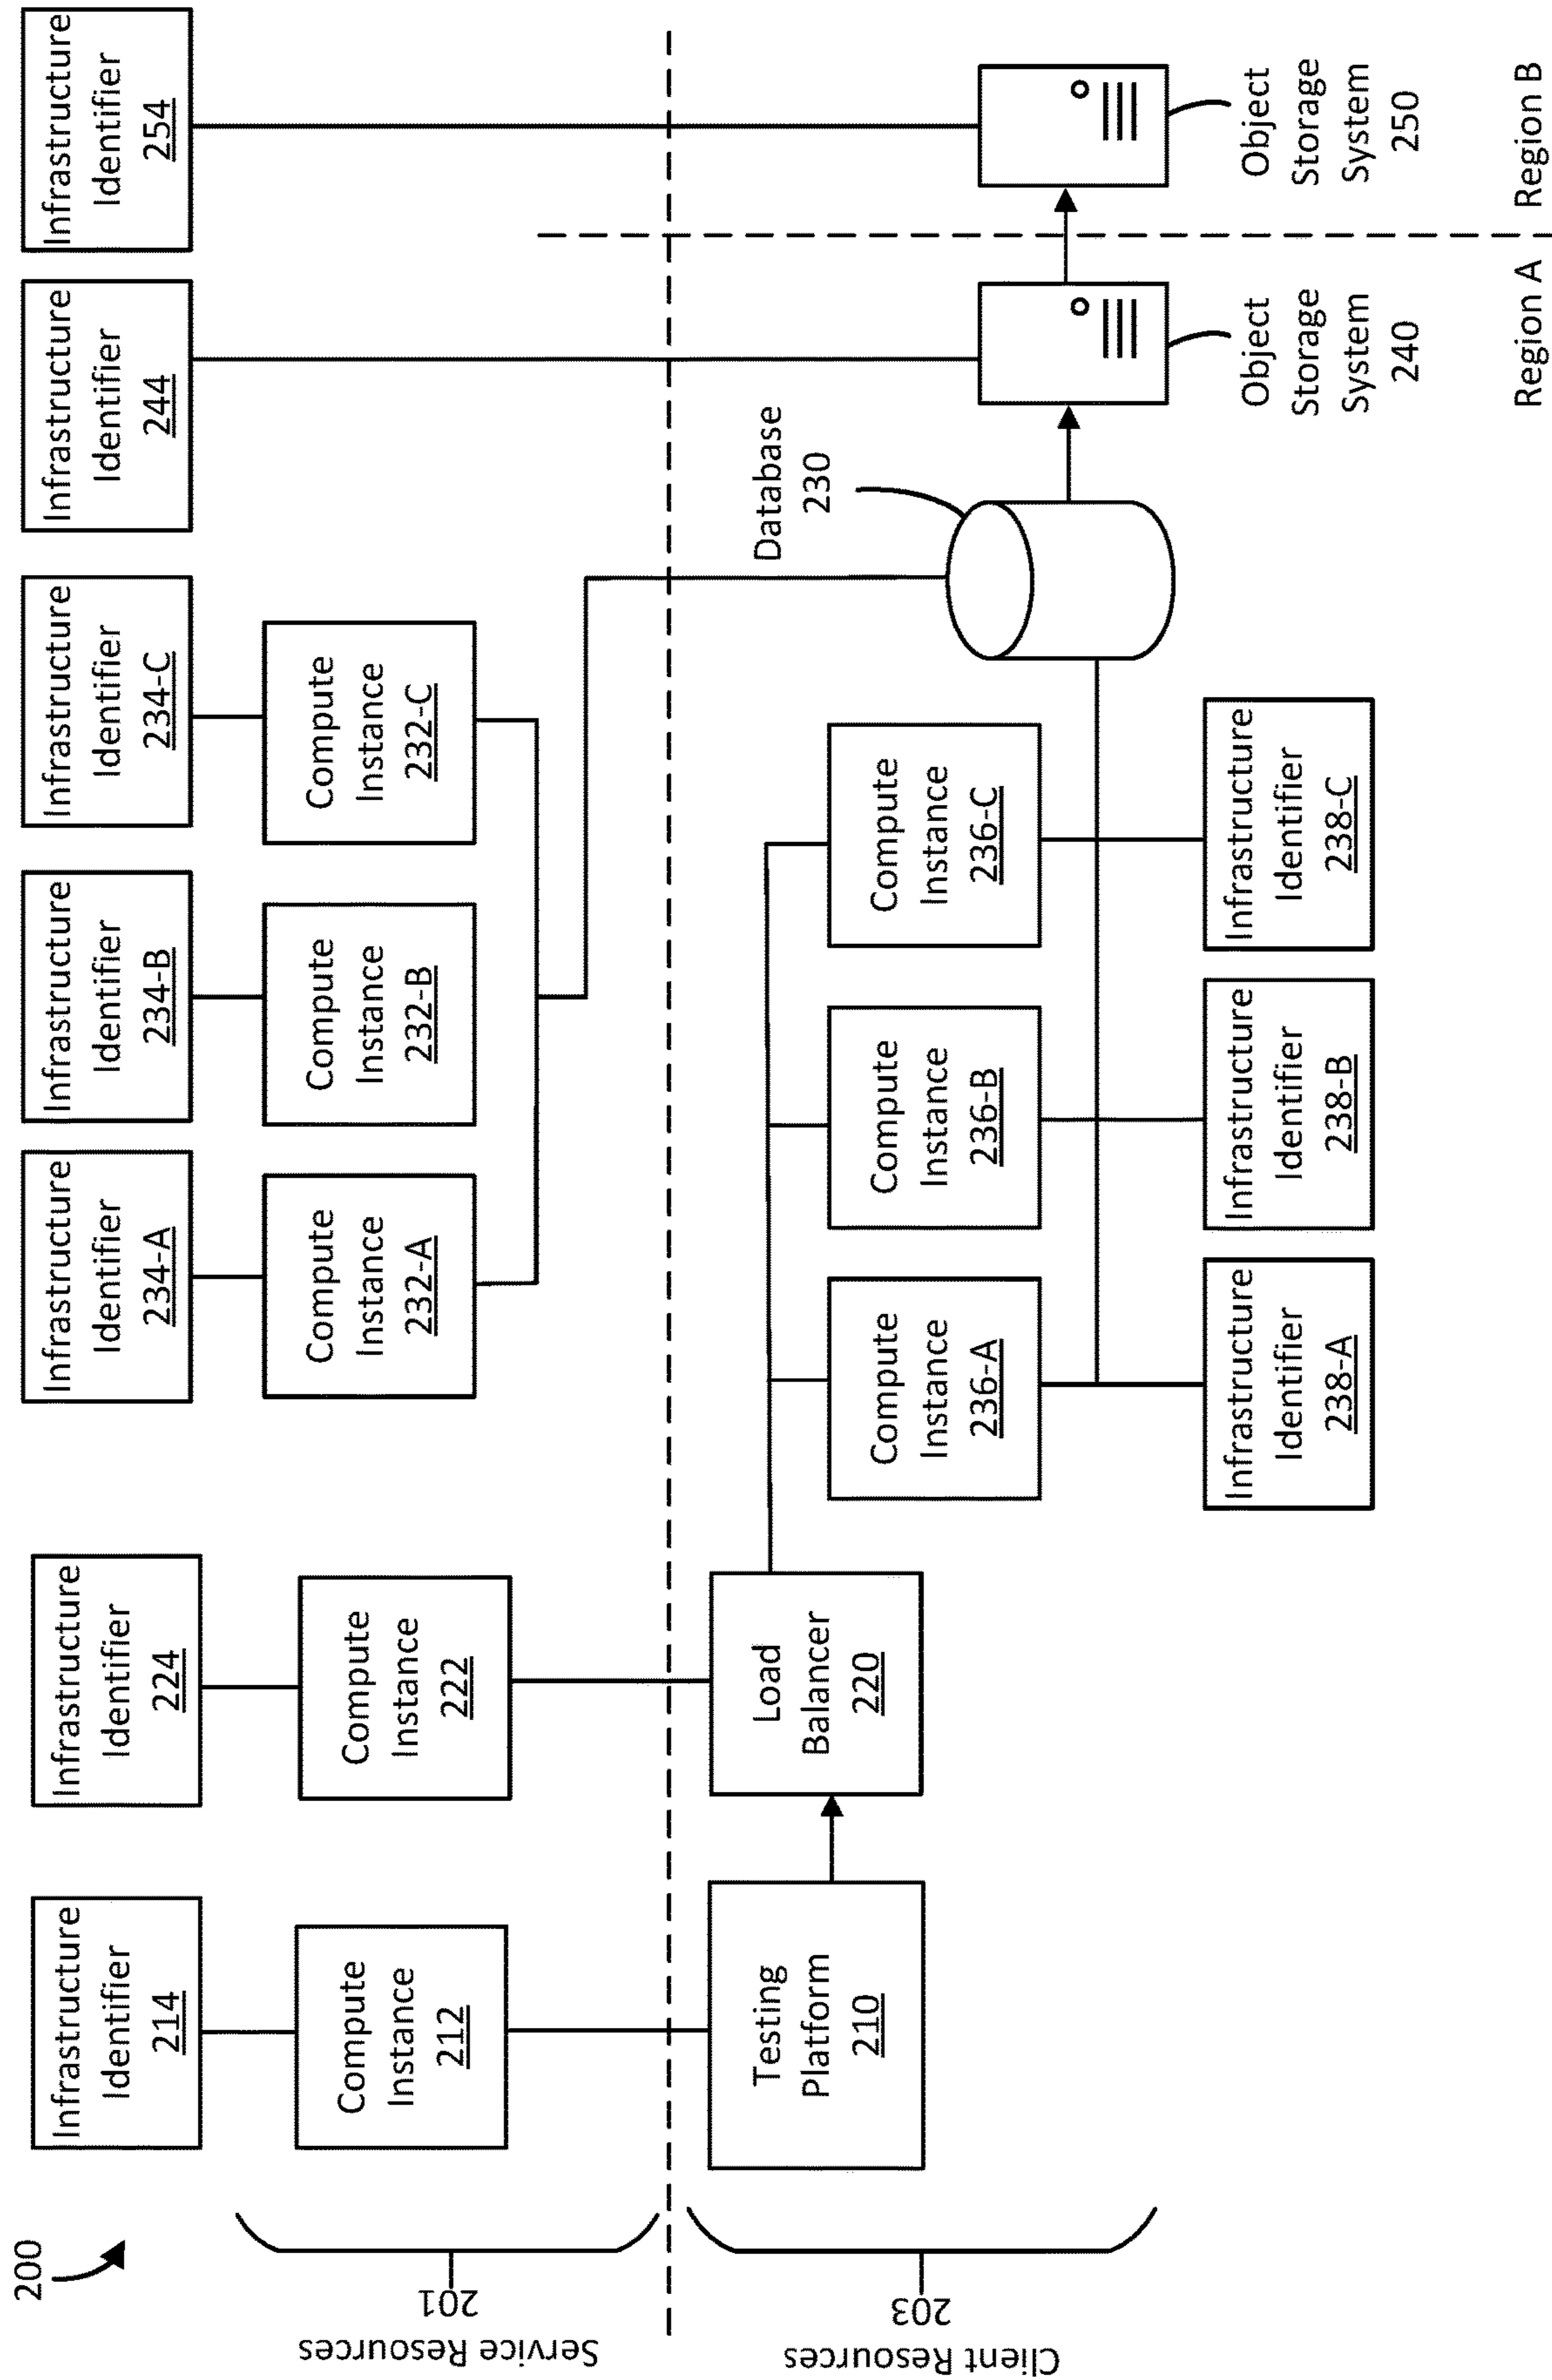 200
Infrastructure
Identifier
214
Infrastructure
Identifier
224
Infrastructure
Identifier
234-A
Infrastructure
Identifier
234-B
Infrastructure
Identifier
234-C
Infrastructure
Identifier
244
Infrastructure
Identifier
254
Service Resources
201
Compute
Instance
212
Compute
Instance
222
Compute
Instance
232-A
Compute
Instance
232-B
Compute
Instance
232-C
Client Resources
203
Testing
Platform
210
Load
Balancer
220
Compute
Instance
236-A
Compute
Instance
236-B
Compute
Instance
236-C
Database
230
Infrastructure
Identifier
238-A
Infrastructure
Identifier
238-B
Infrastructure
Identifier
238-C
Object
Storage
System
240
Object
Storage
System
250
Region A
Region B